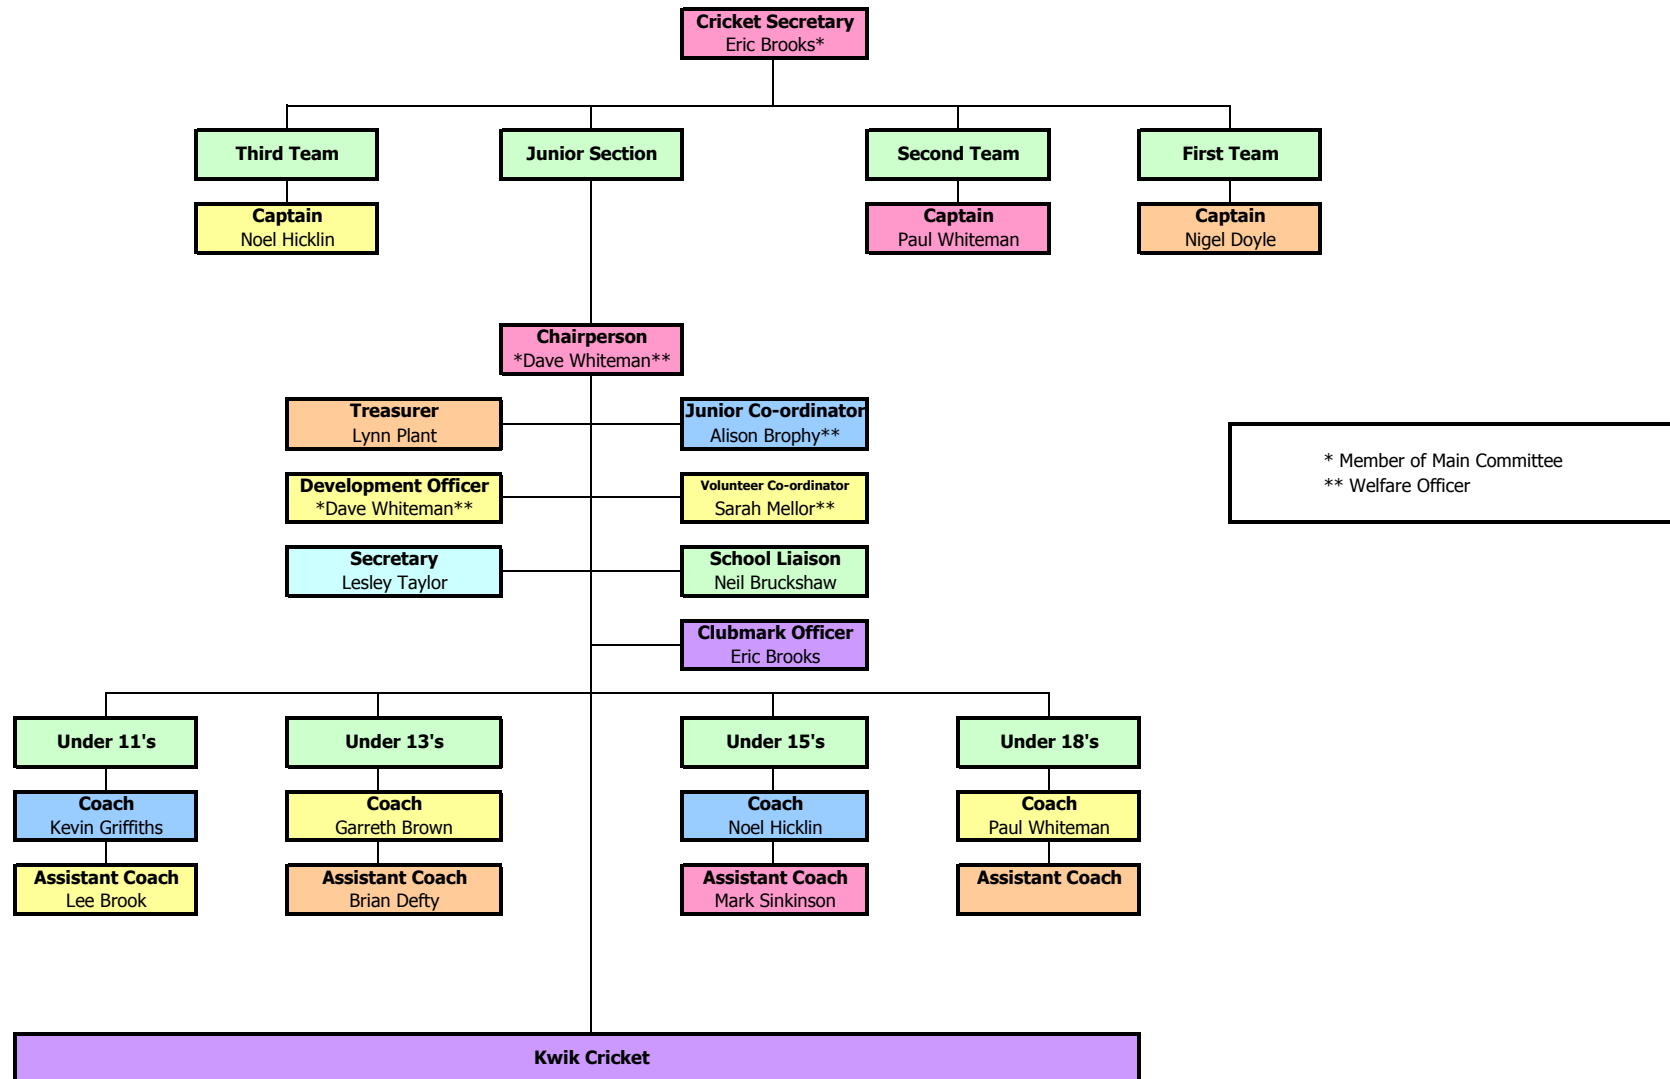 Cricket Secretary
Eric Brooks*
Third Team
Junior Section
Second Team
First Team
Captain
Noel Hicklin
Captain
Paul Whiteman
Captain
Nigel Doyle
Chairperson
*Dave Whiteman**
Treasurer
Lynn Plant
Junior Co-ordinator
Alison Brophy**
* Member of Main Committee
** Welfare Officer
Development Officer
*Dave Whiteman**
Volunteer Co-ordinator
Sarah Mellor**
Secretary
Lesley Taylor
School Liaison
Neil Bruckshaw
Clubmark Officer
Eric Brooks
Under 11's
Under 13's
Under 15's
Under 18's
Coach
Kevin Griffiths
Coach
Garreth Brown
Coach
Noel Hicklin
Coach
Paul Whiteman
Assistant Coach
Lee Brook
Assistant Coach
Brian Defty
Assistant Coach
Mark Sinkinson
Assistant Coach
Kwik Cricket